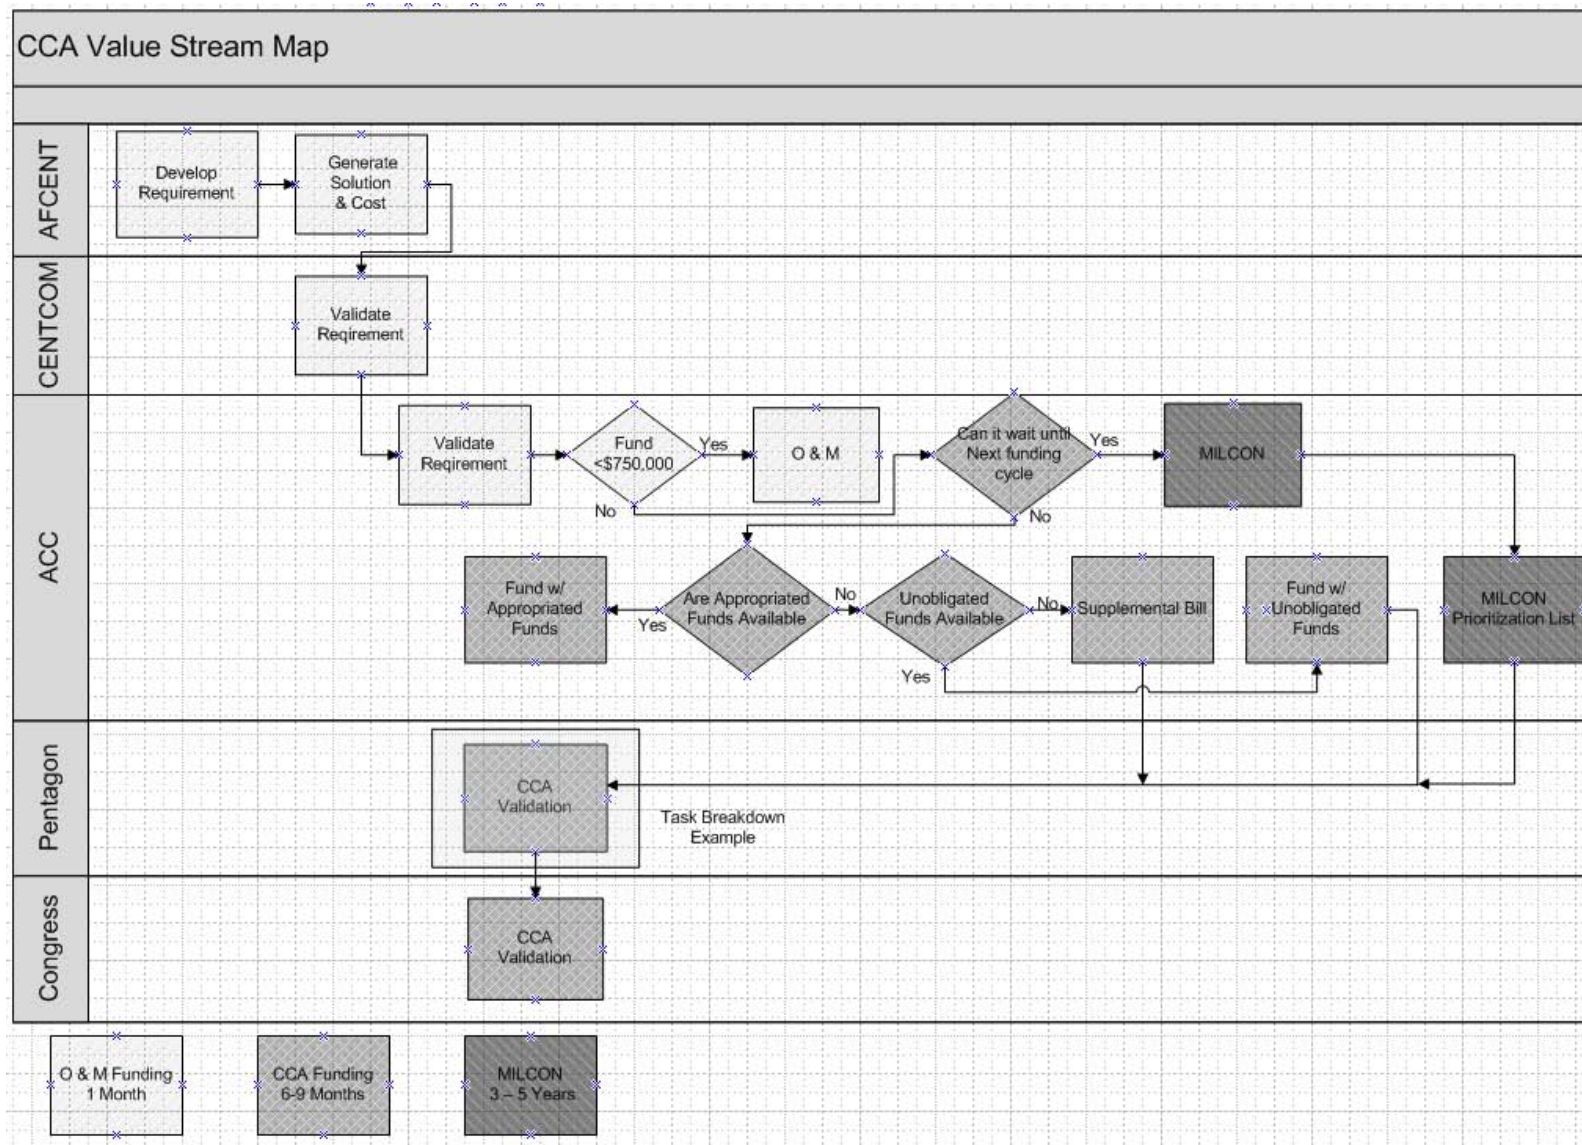 CCA Value Stream Map
AFCENT
Develop
Requirement
Generate
Solution
& Cost
CENTCOM
Validate
Reqirement
ACC
Validate
Reqirement
Fund
<$750,000
Yes
No
O & M
Can it wait until
Next funding
cycle
Yes
No
MILCON
Fund w/
Appropriated
Funds
Yes
Are Appropriated
Funds Available
No
Unobligated
Funds Available
No
Yes
Supplemental Bill
Fund w/
Unobligated
Funds
MILCON
Prioritization List
Pentagon
CCA
Validation
Task Breakdown
Example
Congress
CCA
Validation
O & M Funding
1 Month
CCA Funding
6-9 Months
MILCON
3 – 5 Years